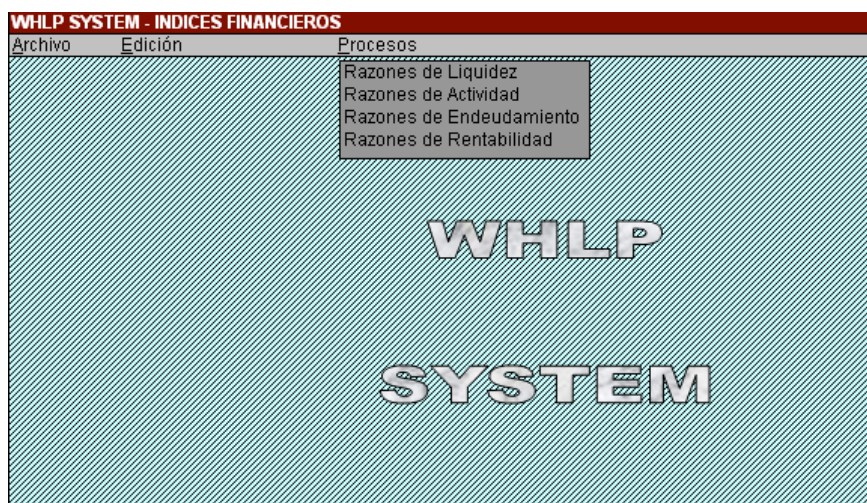 WHLP SYSTEM - INDICES FINANCIEROS
Archivo Edición Procesos
Razones de Liquidez
Razones de Actividad
Razones de Endeudamiento
Razones de Rentabilidad
WHLP
SYSTEM